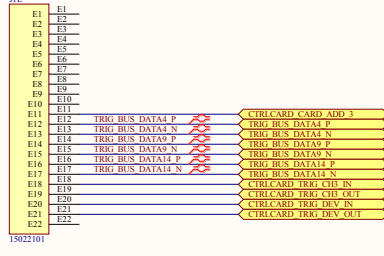 E1 E1
E2 E2
E3 E3
E4 E4
E5 E5
E6 E6
E7 E7
E8 E8
E9 E9
E10 E10
E11 E11 CTRLCARD_CARD_ADD_3
E12 E12 TRIG_BUS_DATA4_P TRIG_BUS_DATA4_P
E13 E13 TRIG_BUS_DATA4_N TRIG_BUS_DATA4_N
E14 E14 TRIG_BUS_DATA9_P TRIG_BUS_DATA9_P
E15 E15 TRIG_BUS_DATA9_N TRIG_BUS_DATA9_N
E16 E16 TRIG_BUS_DATA14_P TRIG_BUS_DATA14_P
E17 E17 TRIG_BUS_DATA14_N TRIG_BUS_DATA14_N
E18 E18 CTRLCARD_TRIG_CH3_IN
E19 E19 CTRLCARD_TRIG_CH3_OUT
E20 E20 CTRLCARD_TRIG_DEV_IN
E21 E21 CTRLCARD_TRIG_DEV_OUT
E22 E22
15022101